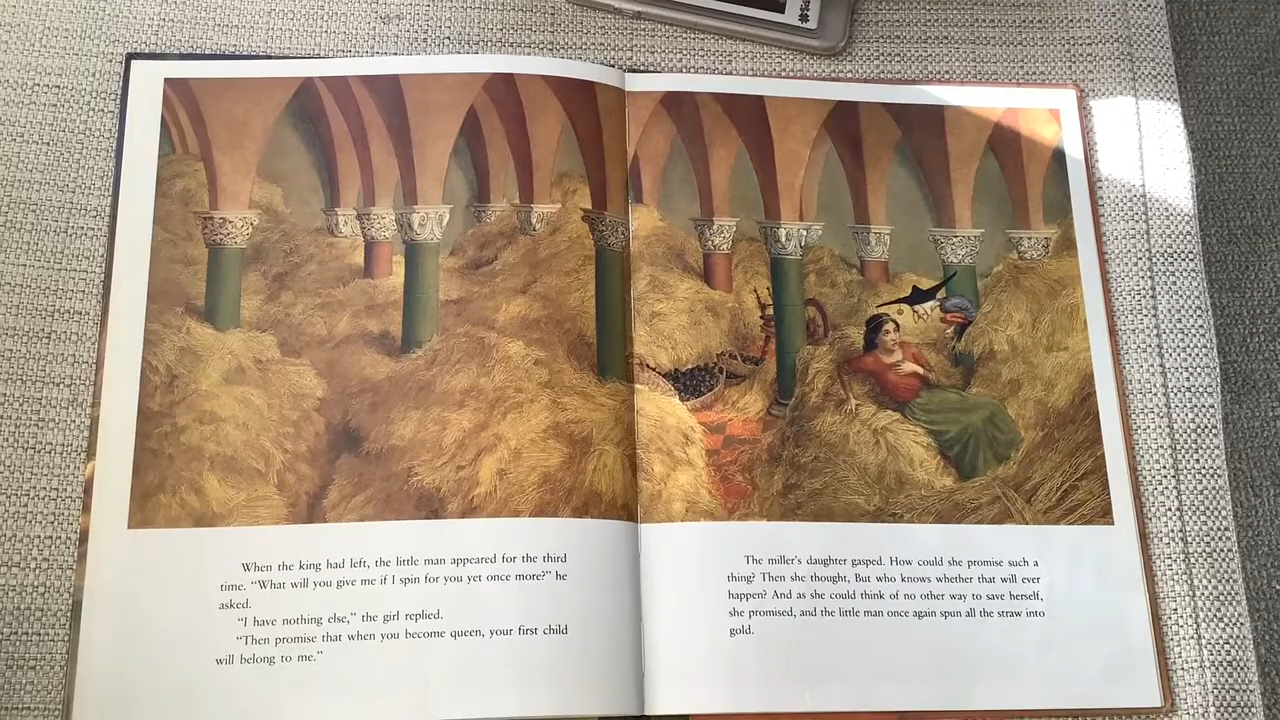 When the king had left, the little man appeared for the third
time. “What will you give me if I spin for you yet once more?” he
asked.
“I have nothing else,” the girl replied.
“Then promise that when you become queen, your first child
will belong to me.”
The miller’s daughter gasped. How could she promise such a
thing? Then she thought, But who knows whether that will ever
happen? And as she could think of no other way to save herself,
she promised, and the little man once again spun all the straw into
gold.